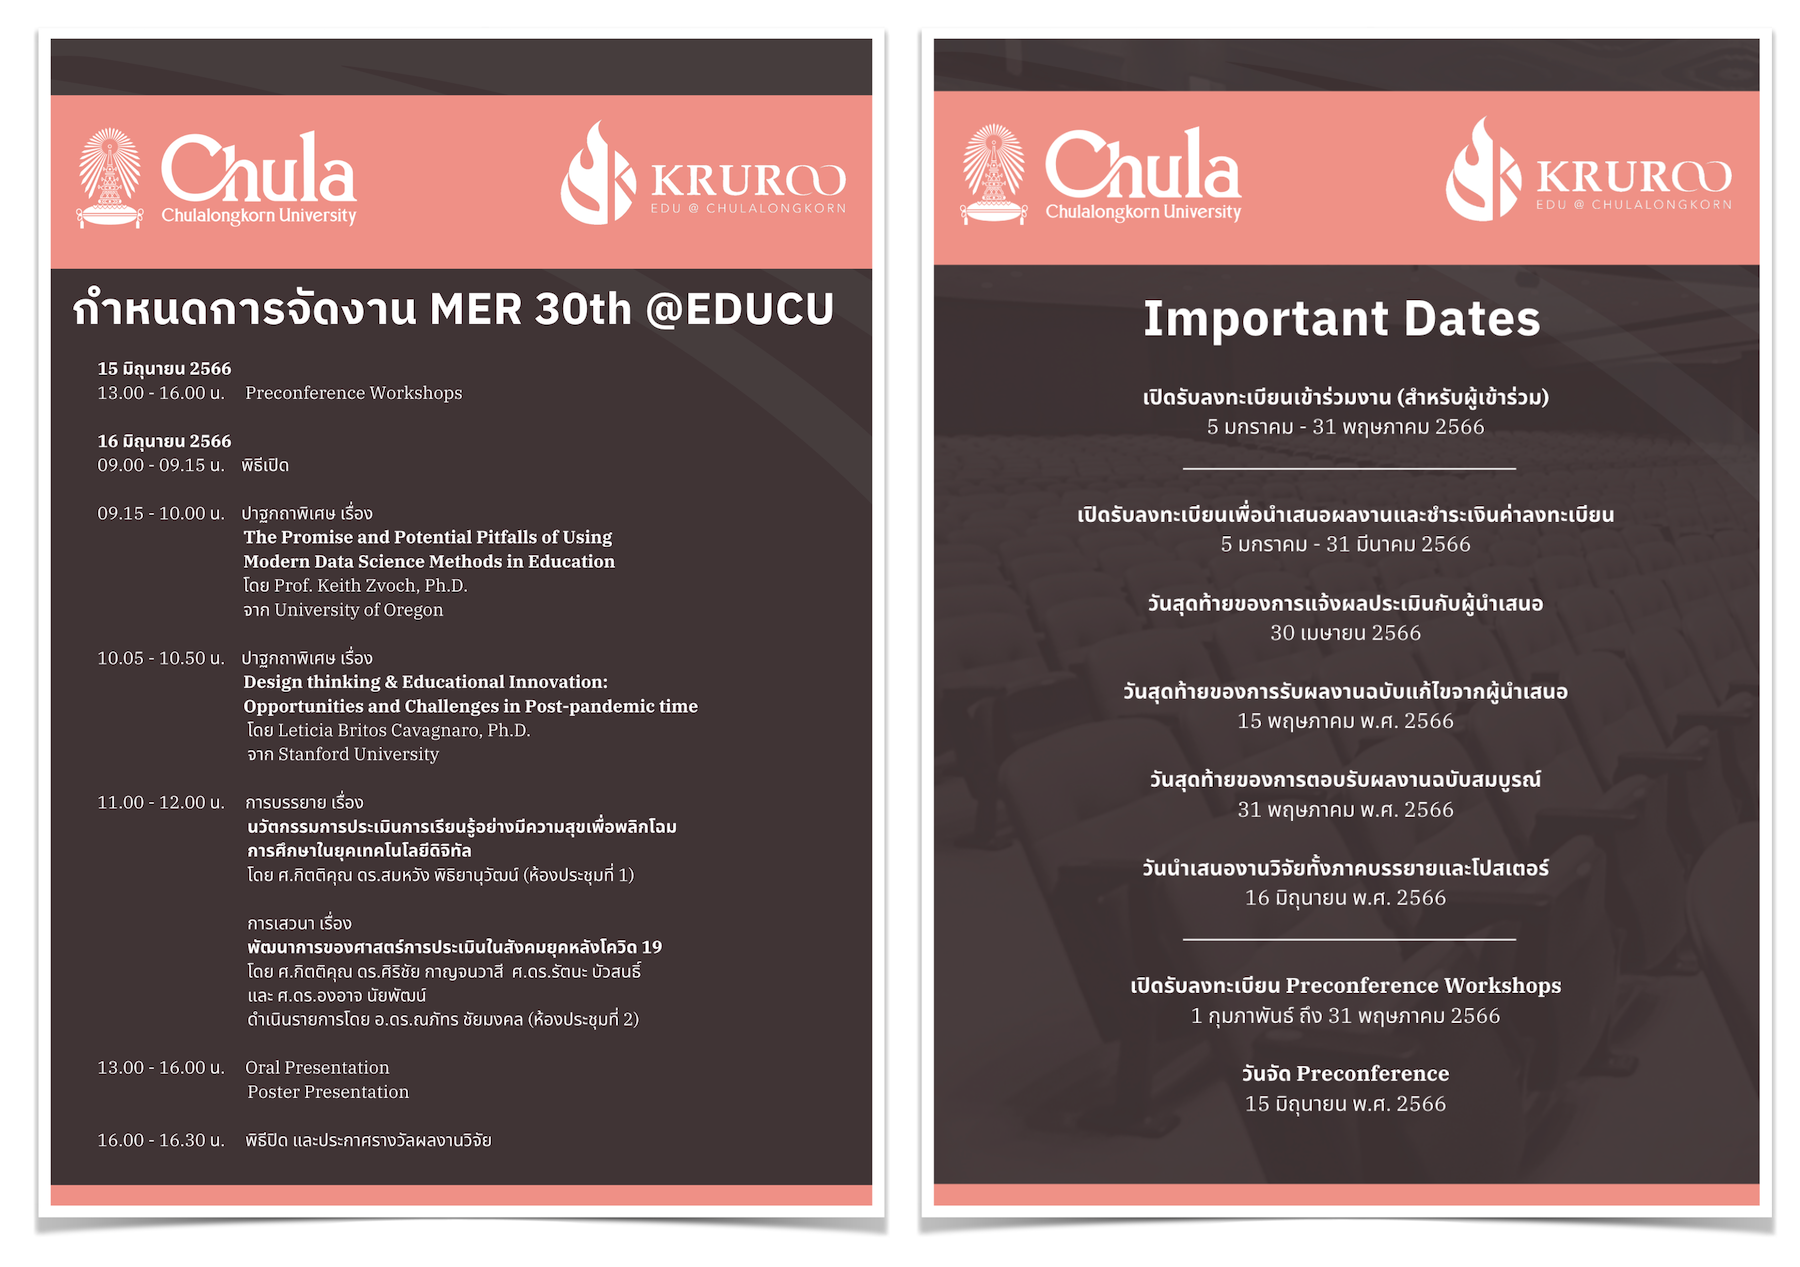 Chula
Chulalongkorn University
KRUROO
EDU @ CHULALONGKORN
กำหนดการจัดงาน MER 30th @EDUCU
15 มิถุนายน 2566
13.00 - 16.00 น. Preconference Workshops
16 มิถุนายน 2566
09.00 - 09.15 น. พิธีเปิด
09.15 - 10.00 น. ปาฐกถาพิเศษ เรื่อง
The Promise and Potential Pitfalls of Using
Modern Data Science Methods in Education
โดย Prof. Keith Zvoch, Ph.D.
จาก University of Oregon
10.05 - 10.50 น. ปาฐกถาพิเศษ เรื่อง
Design thinking & Educational Innovation:
Opportunities and Challenges in Post-pandemic time
โดย Leticia Britos Cavagnaro, Ph.D.
จาก Stanford University
11.00 - 12.00 น. การบรรยาย เรื่อง
นวัตกรรมการประเมินการเรียนรู้อย่างมีความสุขเพื่อพลิกโฉม
การศึกษาในยุคเทคโนโลยีดิจิทัล
โดย ศ.กิตติคุณ ดร.สมหวัง พิธิยานุวัฒน์ (ห้องประชุมที่ 1)
การเสวนา เรื่อง
พัฒนาการของศาสตร์การประเมินในสังคมยุคหลังโควิด 19
โดย ศ.กิตติคุณ ดร.ศิริชัย กาญจนวาสี ศ.ดร.รัตนะ บัวสนธิ์
และ ศ.ดร.องอาจ นัยพัฒน์
ดำเนินรายการโดย อ.ดร.ณภัทร ชัยมงคล (ห้องประชุมที่ 2)
13.00 - 16.00 น. Oral Presentation
Poster Presentation
16.00 - 16.30 น. พิธีปิด และประกาศรางวัลผลงานวิจัย
Chula
Chulalongkorn University
KRUROO
EDU @ CHULALONGKORN
Important Dates
เปิดรับลงทะเบียนเข้าร่วมงาน (สำหรับผู้เข้าร่วม)
5 มกราคม - 31 พฤษภาคม 2566
เปิดรับลงทะเบียนเพื่อนำเสนอผลงานและชำระเงินค่าลงทะเบียน
5 มกราคม - 31 มีนาคม 2566
วันสุดท้ายของการแจ้งผลประเมินกับผู้นำเสนอ
30 เมษายน 2566
วันสุดท้ายของการรับผลงานฉบับแก้ไขจากผู้นำเสนอ
15 พฤษภาคม พ.ศ. 2566
วันสุดท้ายของการตอบรับผลงานฉบับสมบูรณ์
31 พฤษภาคม พ.ศ. 2566
วันนำเสนองานวิจัยทั้งภาคบรรยายและโปสเตอร์
16 มิถุนายน พ.ศ. 2566
เปิดรับลงทะเบียน Preconference Workshops
1 กุมภาพันธ์ ถึง 31 พฤษภาคม 2566
วันจัด Preconference
15 มิถุนายน พ.ศ. 2566